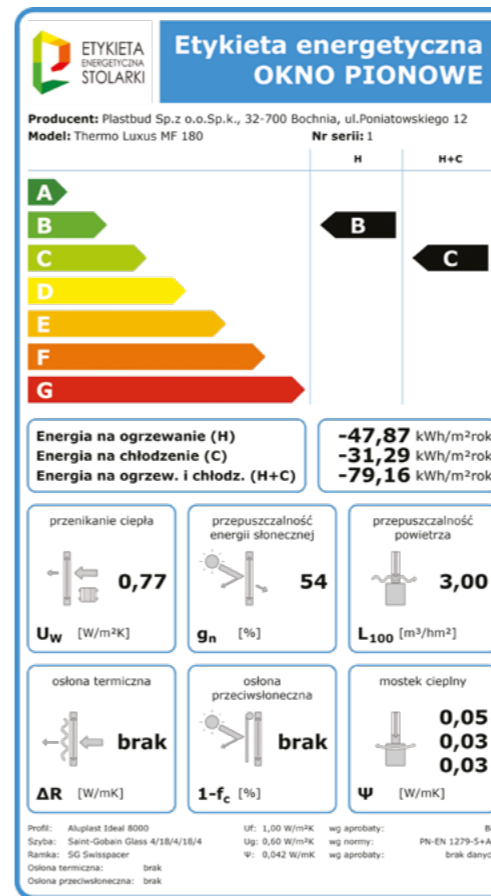 ETYKIETA
ENERGETYCZNA
STOLARKI
Etykieta energetyczna
OKNO PIONOWE
Producent: Plastbud Sp.z o.o.Sp.k., 32-700 Bochnia, ul.Poniatowskiego 12
Model: Thermo Luxus MF 180 Nr serii: 1
H H+C
A
B B
C C
D
E
F
G
Energia na ogrzewanie (H) -47,87 kWh/m²rok
Energia na chłodzenie (C) -31,29 kWh/m²rok
Energia na ogrzew. i chłodz. (H+C) -79,16 kWh/m²rok
przenikanie ciepła
0,77
Uw [W/m²K]
przepuszczalność
energii słonecznej
54
gn [%]
przepuszczalność
powietrza
3,00
L100 [m³/hm²]
osłona termiczna
brak
ΔR [W/mK]
osłona
przeciwsłoneczna
brak
1-fc [%]
mostek cieplny
0,05
0,03
0,03
Ψ [W/mK]
Profil: Aluplast Ideal 8000 Uf: 1,00 W/m²K wg aprobaty: B
Szyba: Saint-Gobain Glass 4/18/4/18/4 Ug: 0,60 W/m²K wg normy: PN-EN 1279-5+A
Ramka: SG Swisspacer Ψ: 0,042 W/mK wg aprobaty: brak danyc
Osłona termiczna: brak
Osłona przeciwsłoneczna: brak